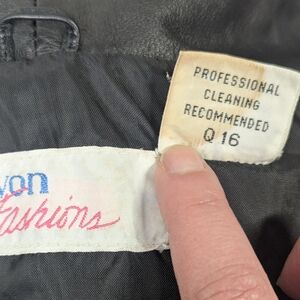 PROFESSIONAL
CLEANING
RECOMMENDED
Q 16
von
Fashions